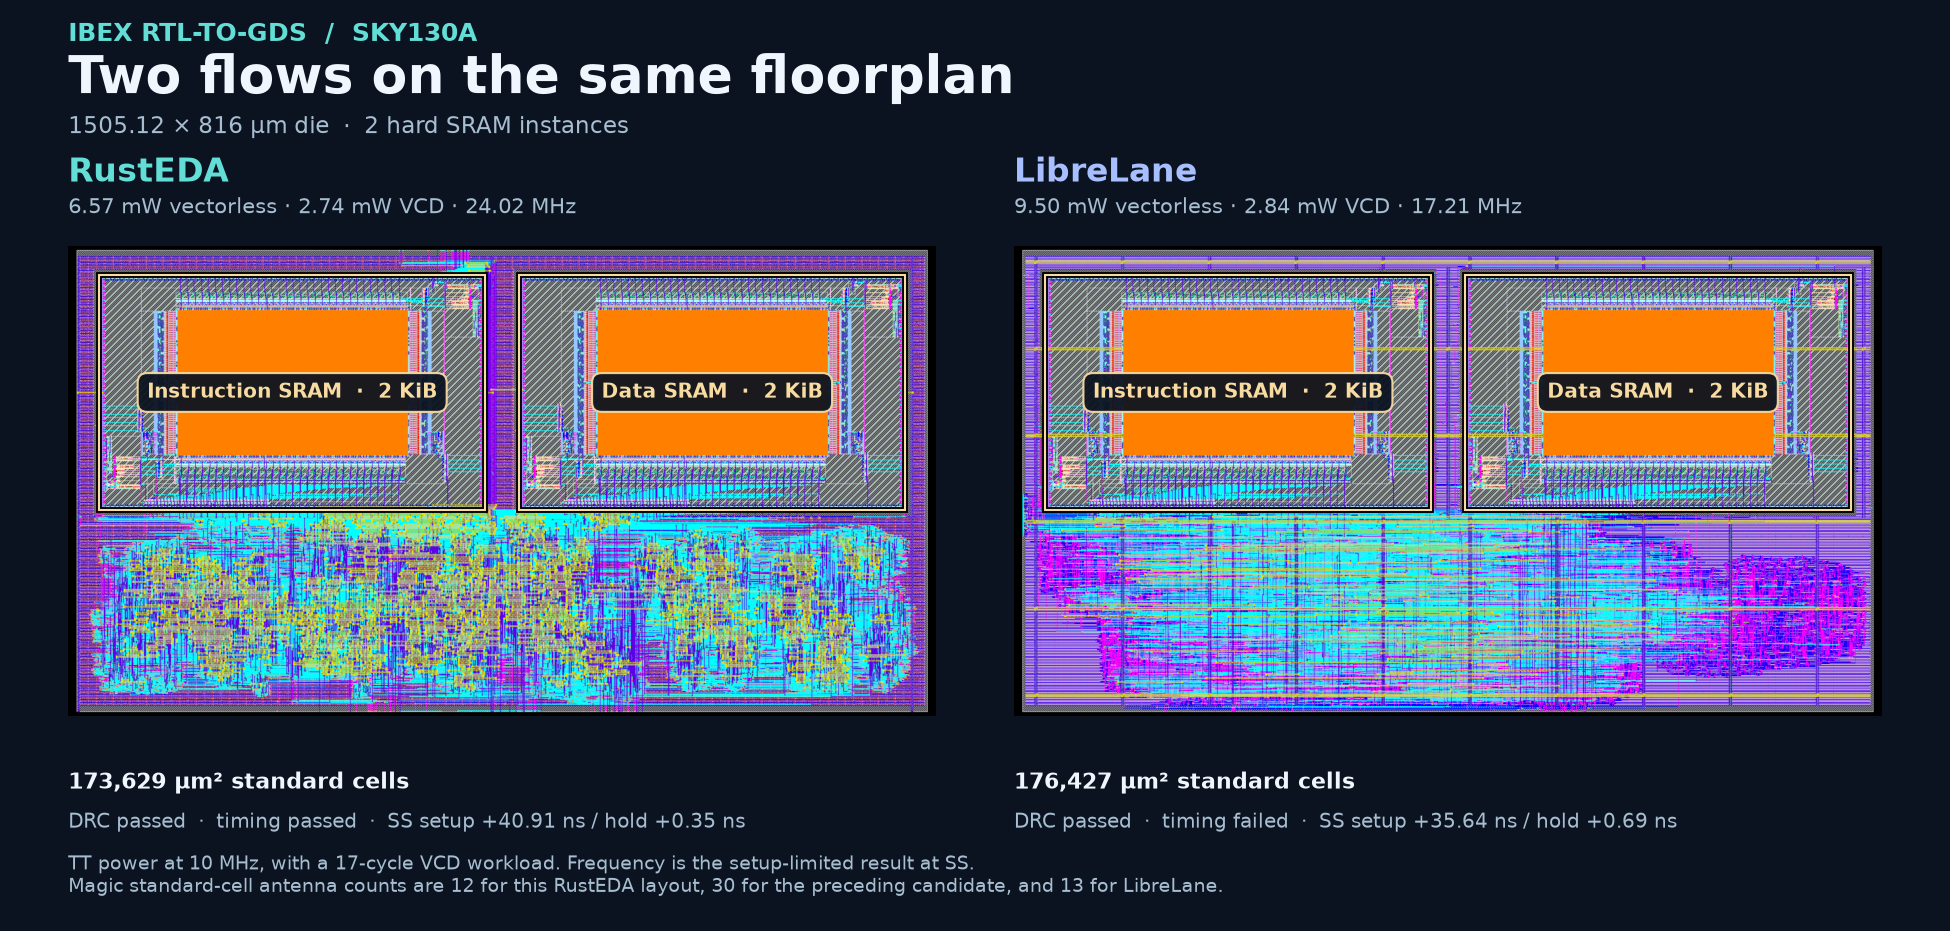 IBEX RTL-TO-GDS / SKY130A
Two flows on the same floorplan
1505.12 × 816 µm die · 2 hard SRAM instances
RustEDA
6.57 mW vectorless · 2.74 mW VCD · 24.02 MHz
Instruction SRAM · 2 KiB
Data SRAM · 2 KiB
173,629 µm² standard cells
DRC passed · timing passed · SS setup +40.91 ns / hold +0.35 ns
LibreLane
9.50 mW vectorless · 2.84 mW VCD · 17.21 MHz
Instruction SRAM · 2 KiB
Data SRAM · 2 KiB
176,427 µm² standard cells
DRC passed · timing failed · SS setup +35.64 ns / hold +0.69 ns
TT power at 10 MHz, with a 17-cycle VCD workload. Frequency is the setup-limited result at SS.
Magic standard-cell antenna counts are 12 for this RustEDA layout, 30 for the preceding candidate, and 13 for LibreLane.